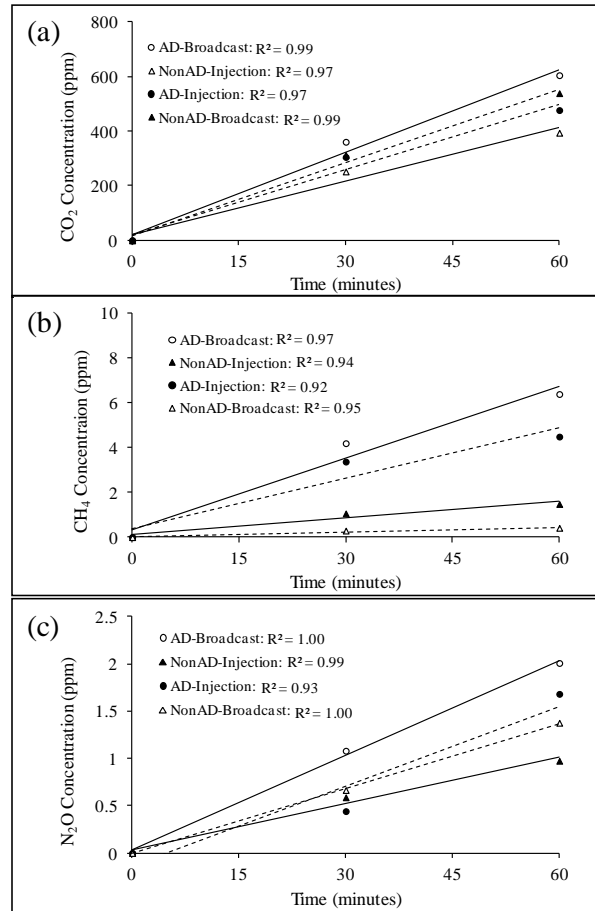 (a)
AD-Broadcast: R² = 0.99
NonAD-Injection: R² = 0.97
AD-Injection: R² = 0.97
NonAD-Broadcast: R² = 0.99
CO₂ Concentration (ppm)
800
600
400
200
0
0 15 30 45 60
Time (minutes)
(b)
AD-Broadcast: R² = 0.97
NonAD-Injection: R² = 0.94
AD-Injection: R² = 0.92
NonAD-Broadcast: R² = 0.95
CH₄ Concentraion (ppm)
10
8
6
4
2
0
0 15 30 45 60
Time (minutes)
(c)
AD-Broadcast: R² = 1.00
NonAD-Injection: R² = 0.99
AD-Injection: R² = 0.93
NonAD-Broadcast: R² = 1.00
N₂O Concentration (ppm)
2.5
2
1.5
1
0.5
0
0 15 30 45 60
Time (minutes)